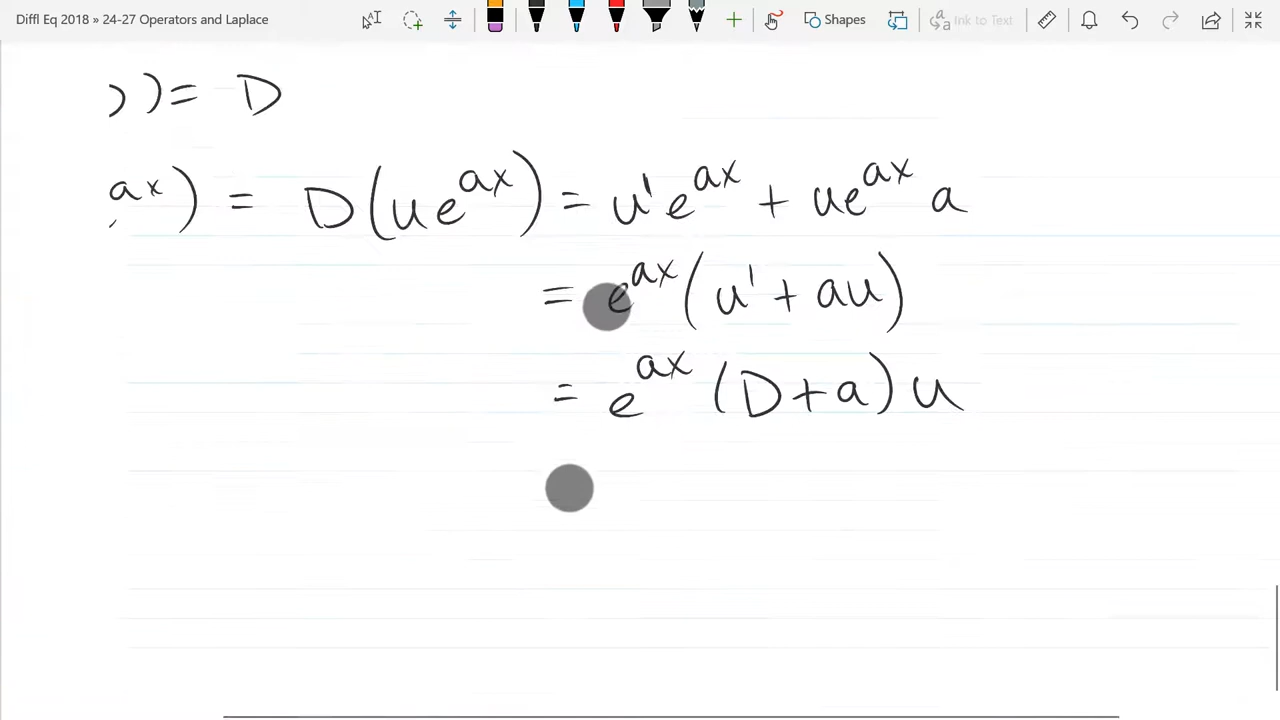 Diffl Eq 2018 » 24-27 Operators and Laplace
Shapes
Ink to Text
))= D
ax) = D(ue^{ax}) = u'e^{ax} + ue^{ax} a
= e^{ax}(u' + au)
= e^{ax} (D+a) u